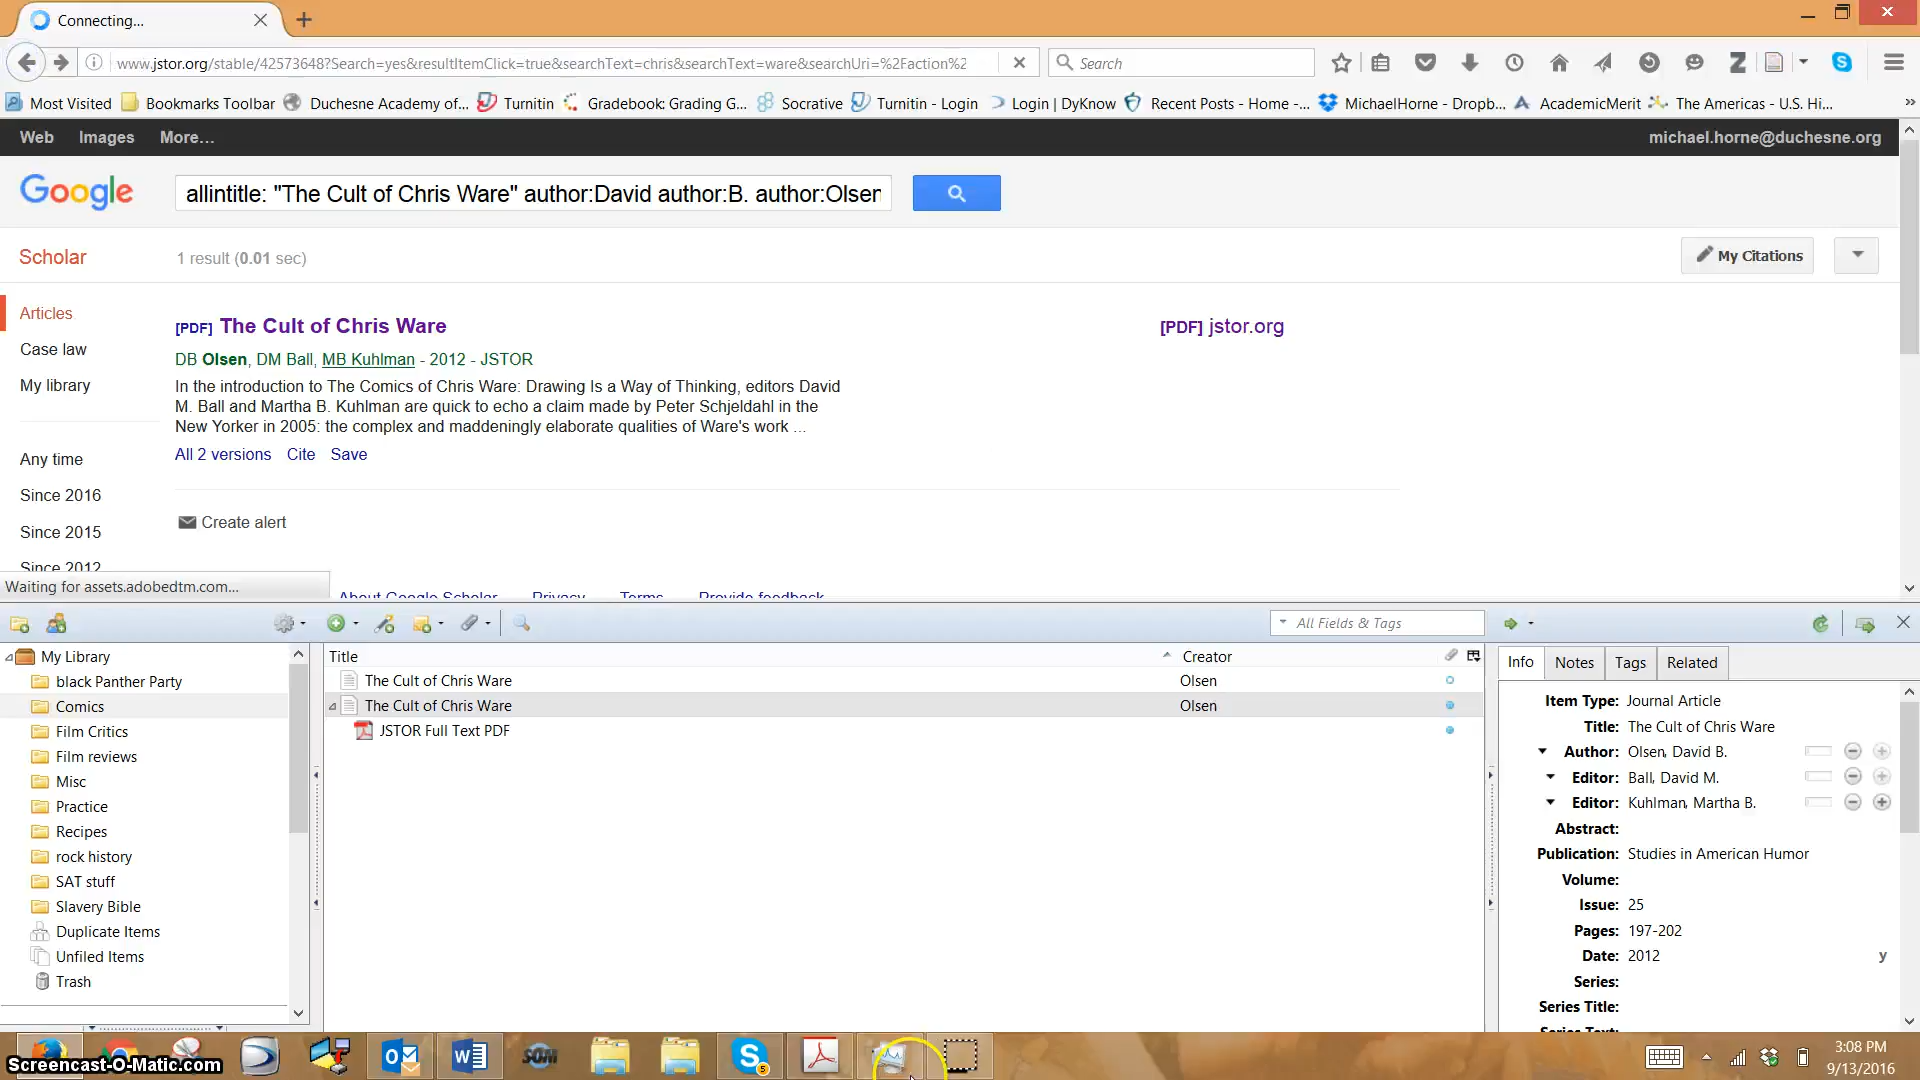 Connecting...
www.jstor.org/stable/42573648?Search=yes&resultItemClick=true&searchText=chris&searchText=ware&searchUri=%2Faction%2
Search
Most Visited Bookmarks Toolbar Duchesne Academy of... Turnitin Gradebook: Grading G... Socrative Turnitin - Login Login | DyKnow Recent Posts - Home -... MichaelHorne - Dropb... AcademicMerit The Americas - U.S. Hi...
Web Images More... michael.horne@duchesne.org
Google allintitle: "The Cult of Chris Ware" author:David author:B. author:Olsen
Scholar 1 result (0.01 sec) My Citations
Articles
Case law
My library
Any time
Since 2016
Since 2015
Since 2012
[PDF] The Cult of Chris Ware [PDF] jstor.org
DB Olsen, DM Ball, MB Kuhlman - 2012 - JSTOR
In the introduction to The Comics of Chris Ware: Drawing Is a Way of Thinking, editors David
M. Ball and Martha B. Kuhlman are quick to echo a claim made by Peter Schjeldahl in the
New Yorker in 2005: the complex and maddeningly elaborate qualities of Ware's work ...
All 2 versions Cite Save
Create alert
Waiting for assets.adobedtm.com...
About Google Scholar Privacy Terms Provide feedback
All Fields & Tags
My Library
black Panther Party
Comics
Film Critics
Film reviews
Misc
Practice
Recipes
rock history
SAT stuff
Slavery Bible
Duplicate Items
Unfiled Items
Trash
Title Creator
The Cult of Chris Ware Olsen
The Cult of Chris Ware Olsen
JSTOR Full Text PDF
Info Notes Tags Related
Item Type: Journal Article
Title: The Cult of Chris Ware
Author: Olsen, David B.
Editor: Ball, David M.
Editor: Kuhlman, Martha B.
Abstract:
Publication: Studies in American Humor
Volume:
Issue: 25
Pages: 197-202
Date: 2012 y
Series:
Series Title:
Series Text:
Screencast-O-Matic.com
SOM
5
3:08 PM
9/13/2016